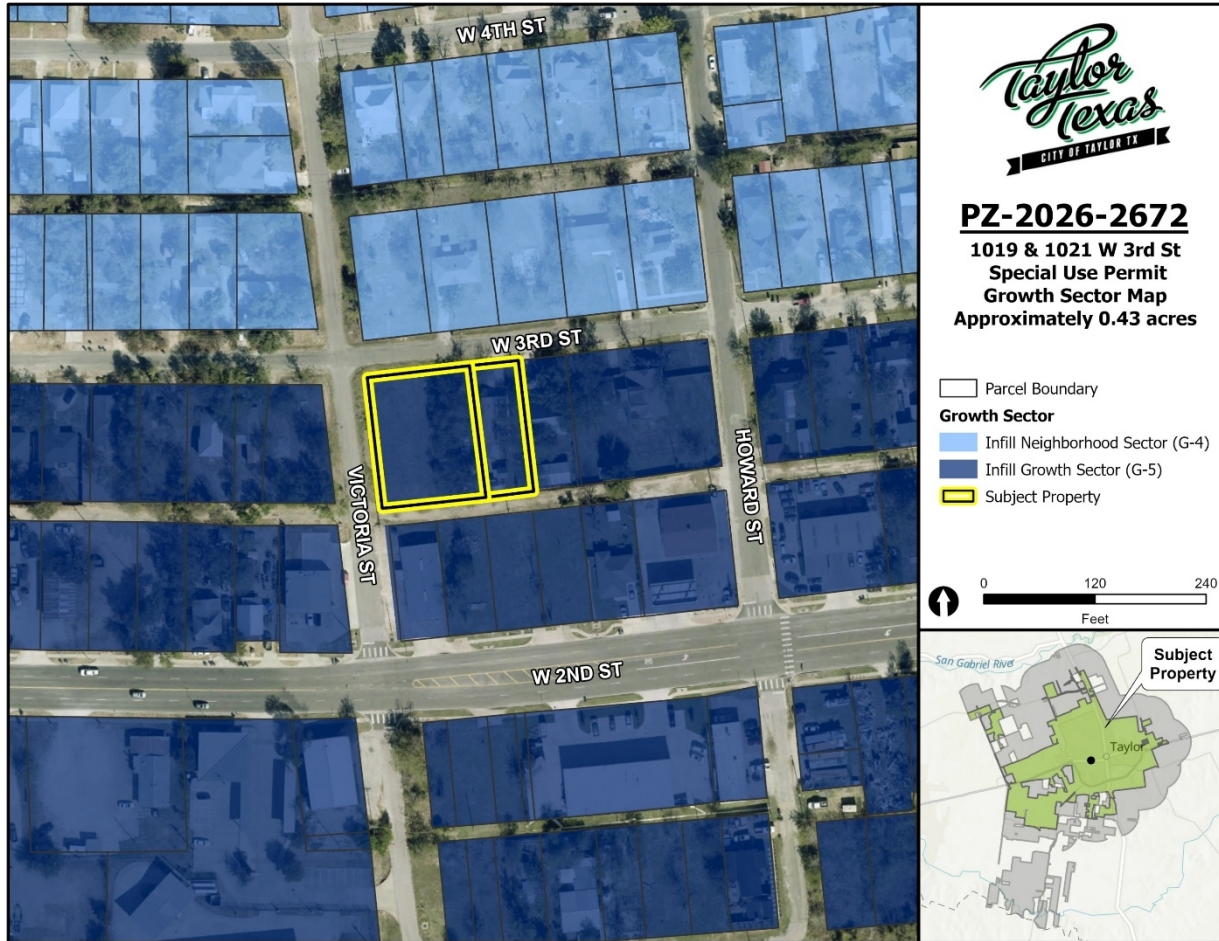 W 4TH ST
W 3RD ST
VICTORIA ST
HOWARD ST
W 2ND ST
Taylor
Texas
CITY OF TAYLOR TX
PZ-2026-2672
1019 & 1021 W 3rd St
Special Use Permit
Growth Sector Map
Approximately 0.43 acres
Parcel Boundary
Growth Sector
Infill Neighborhood Sector (G-4)
Infill Growth Sector (G-5)
Subject Property
0 120 240
Feet
San Gabriel River
Subject
Property
Taylor